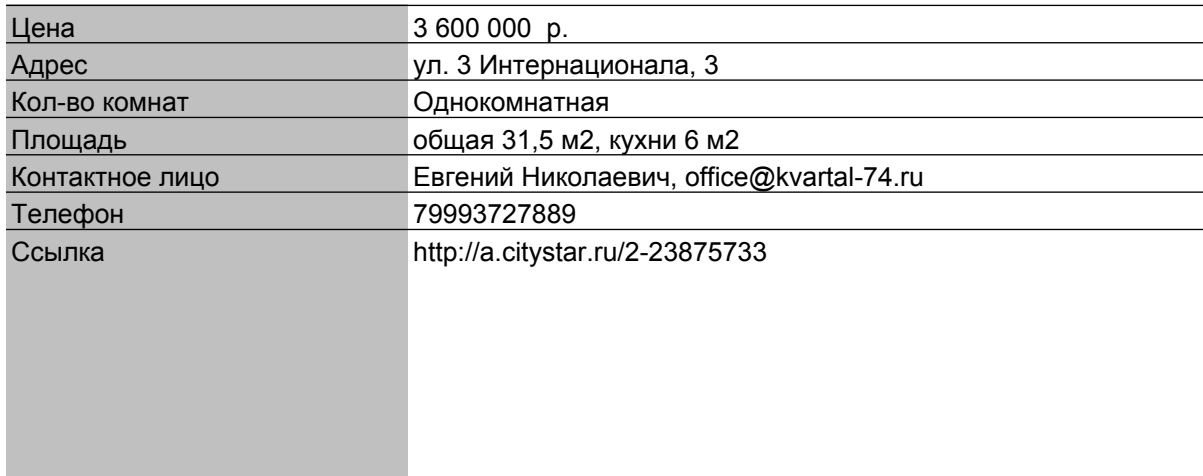 Цена 3 600 000 р.
Адрес ул. 3 Интернационала, 3
Кол-во комнат Однокомнатная
Площадь общая 31,5 м2, кухни 6 м2
Контактное лицо Евгений Николаевич, office@kvartal-74.ru
Телефон 79993727889
Ссылка http://a.citystar.ru/2-23875733